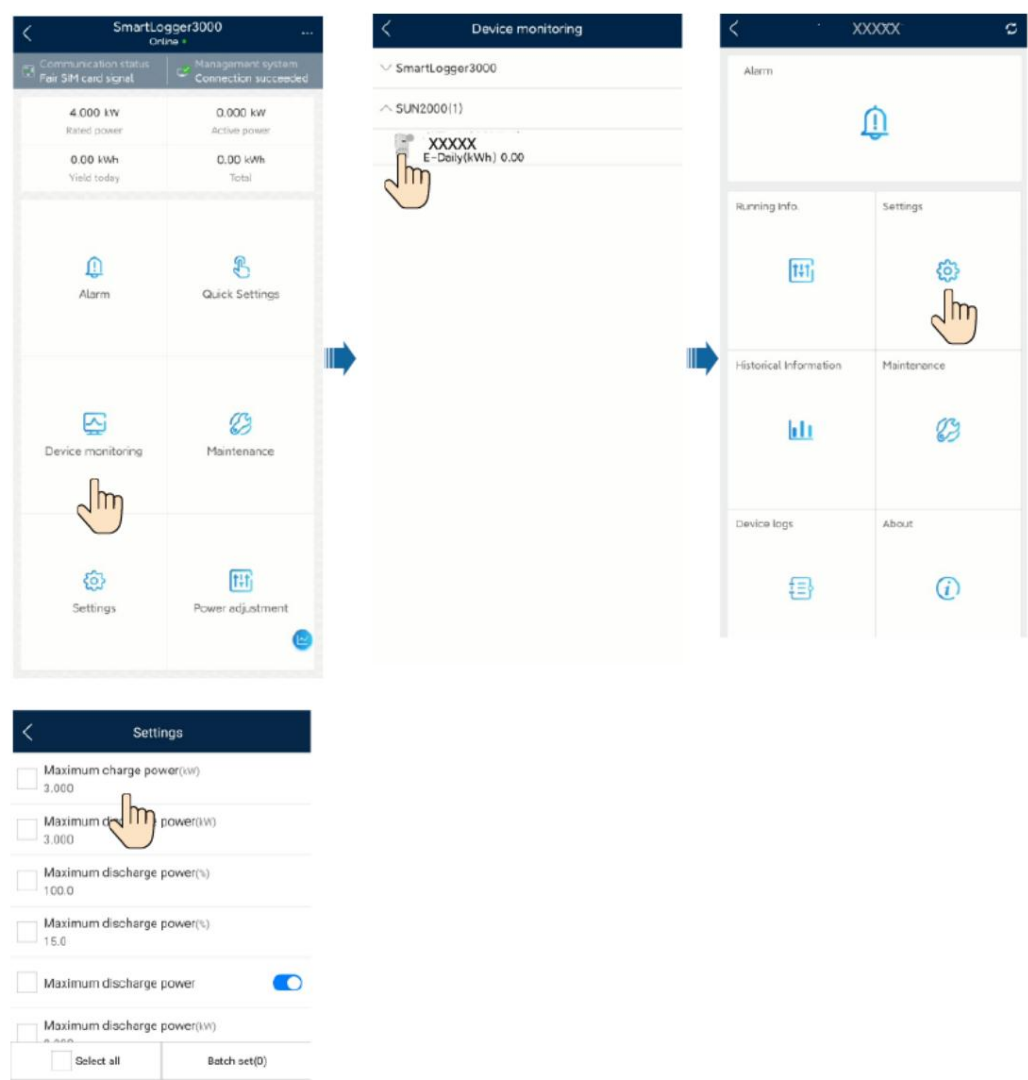 SmartLogger3000
Online
...
Communication status
Fair SIM card signal
Management system
Connection succeeded
4.000 kW
Rated power
0.000 kW
Active power
0.00 kWh
Yield today
0.00 kWh
Total
Alarm
Quick Settings
Device monitoring
Maintenance
Settings
Power adjustment
Device monitoring
SmartLogger3000
SUN2000(1)
XXXXX
E-Daily(kWh) 0.00
XXXXX
Alarm
Running Info.
Settings
Historical Information
Maintenance
Device logs
About
Settings
Maximum charge power(kW)
3.000
Maximum power(kW)
3.000
Maximum discharge power(%)
100.0
Maximum discharge power(%)
15.0
Maximum discharge power
Maximum discharge power(kW)
Select all
Batch set(0)